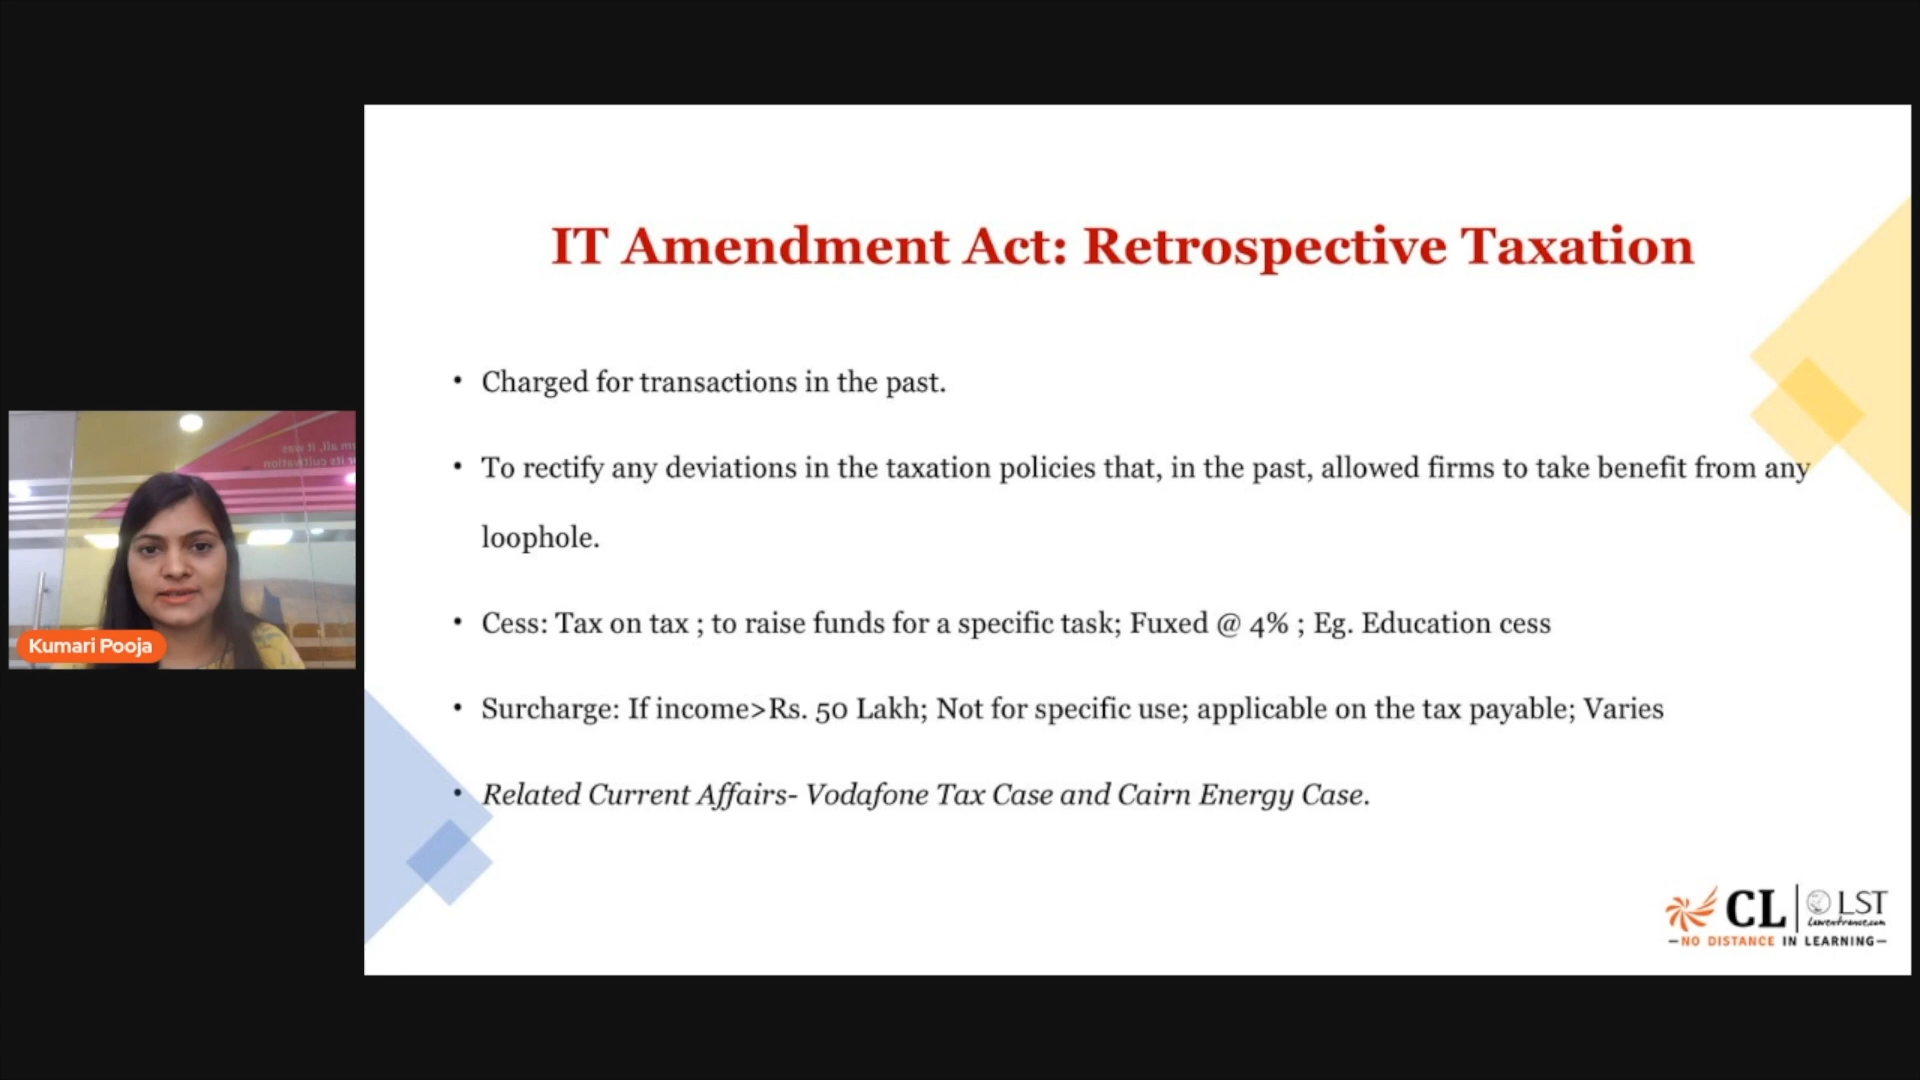 IT Amendment Act: Retrospective Taxation
• Charged for transactions in the past.
• To rectify any deviations in the taxation policies that, in the past, allowed firms to take benefit from any
loophole.
• Cess: Tax on tax ; to raise funds for a specific task; Fuxed @ 4% ; Eg. Education cess
• Surcharge: If income>Rs. 50 Lakh; Not for specific use; applicable on the tax payable; Varies
• Related Current Affairs- Vodafone Tax Case and Cairn Energy Case.
Kumari Pooja
CL | LST
Lawentrance.com
—NO DISTANCE IN LEARNING—